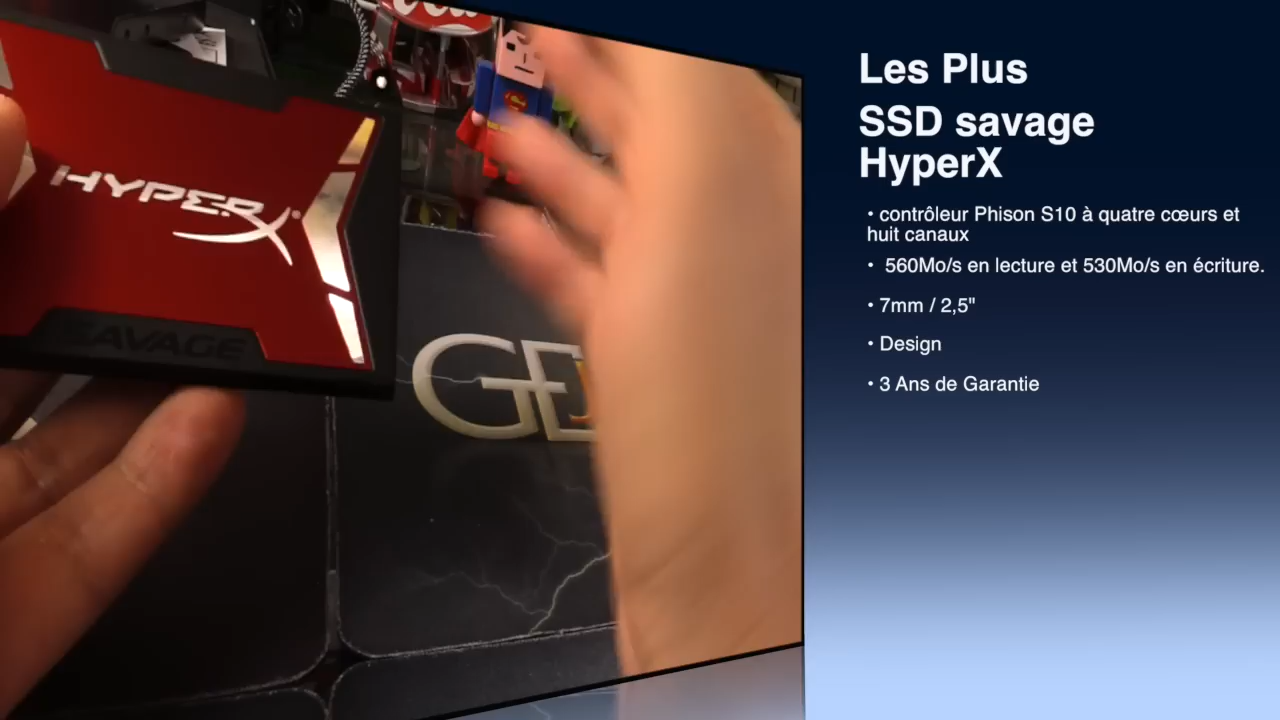 Les Plus
SSD savage
HyperX
• contrôleur Phison S10 à quatre cœurs et
huit canaux
• 560Mo/s en lecture et 530Mo/s en écriture.
• 7mm / 2,5"
• Design
• 3 Ans de Garantie
HYPERX
SAVAGE
GE